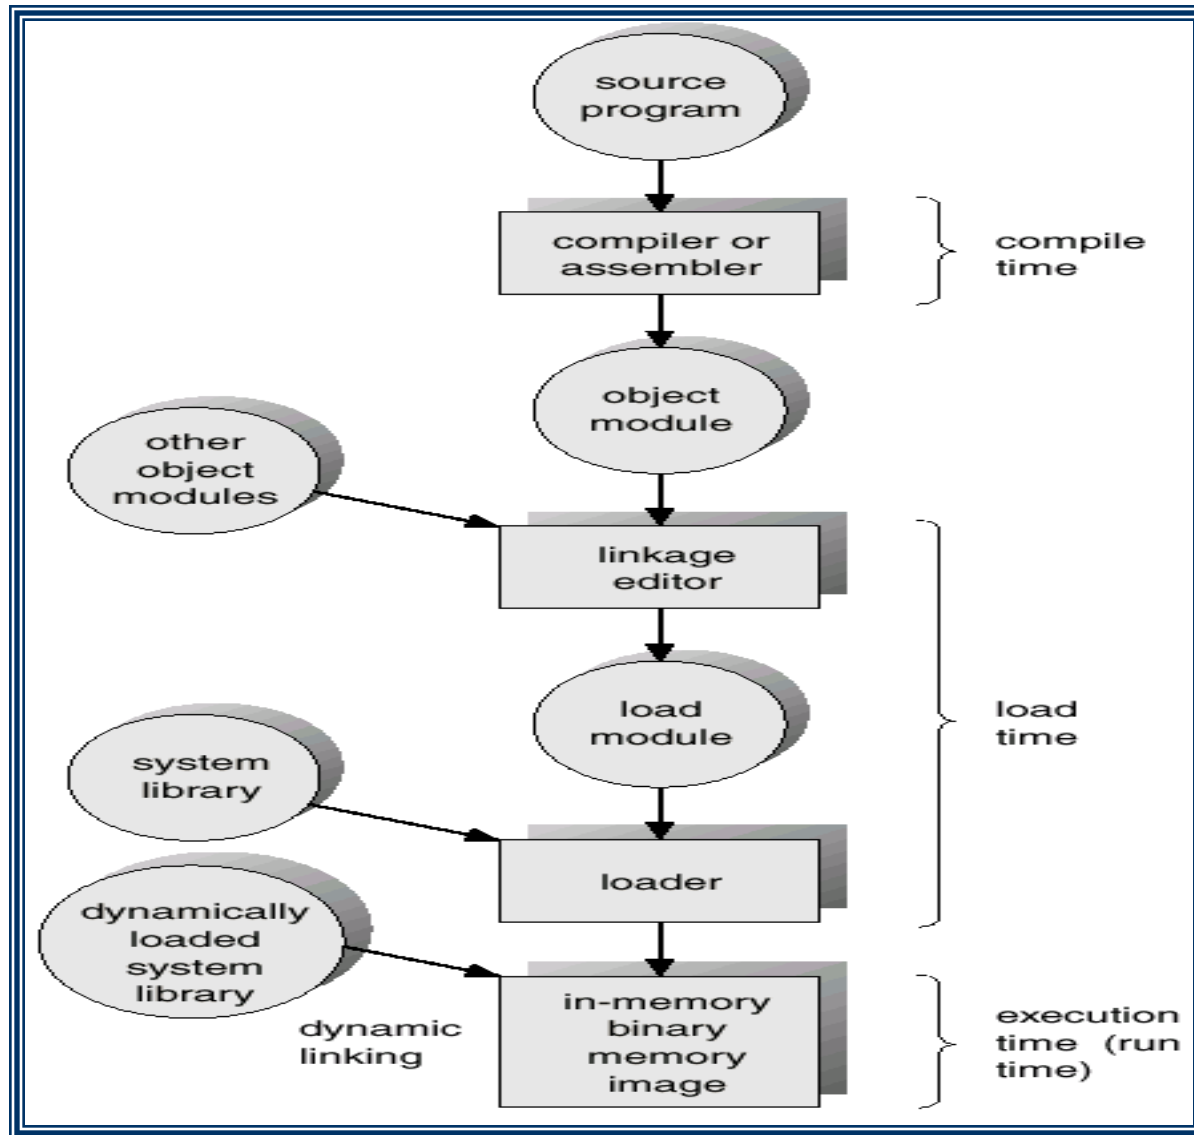 source
program
compiler or
assembler
compile
time
object
module
other
object
modules
linkage
editor
load
module
load
time
system
library
loader
dynamically
loaded
system
library
dynamic
linking
in-memory
binary
memory
image
execution
time (run
time)